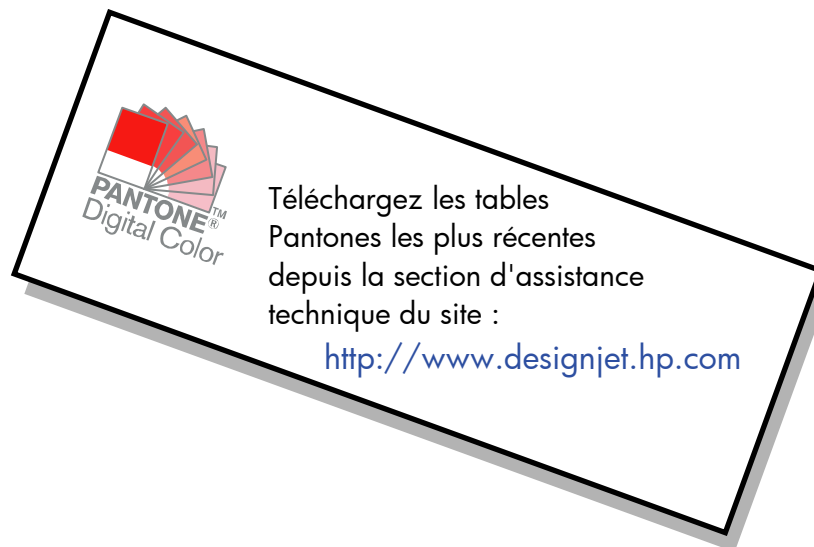 PANTONE®
Digital Color™
Téléchargez les tables
Pantones les plus récentes
depuis la section d'assistance
technique du site :
http://www.designjet.hp.com